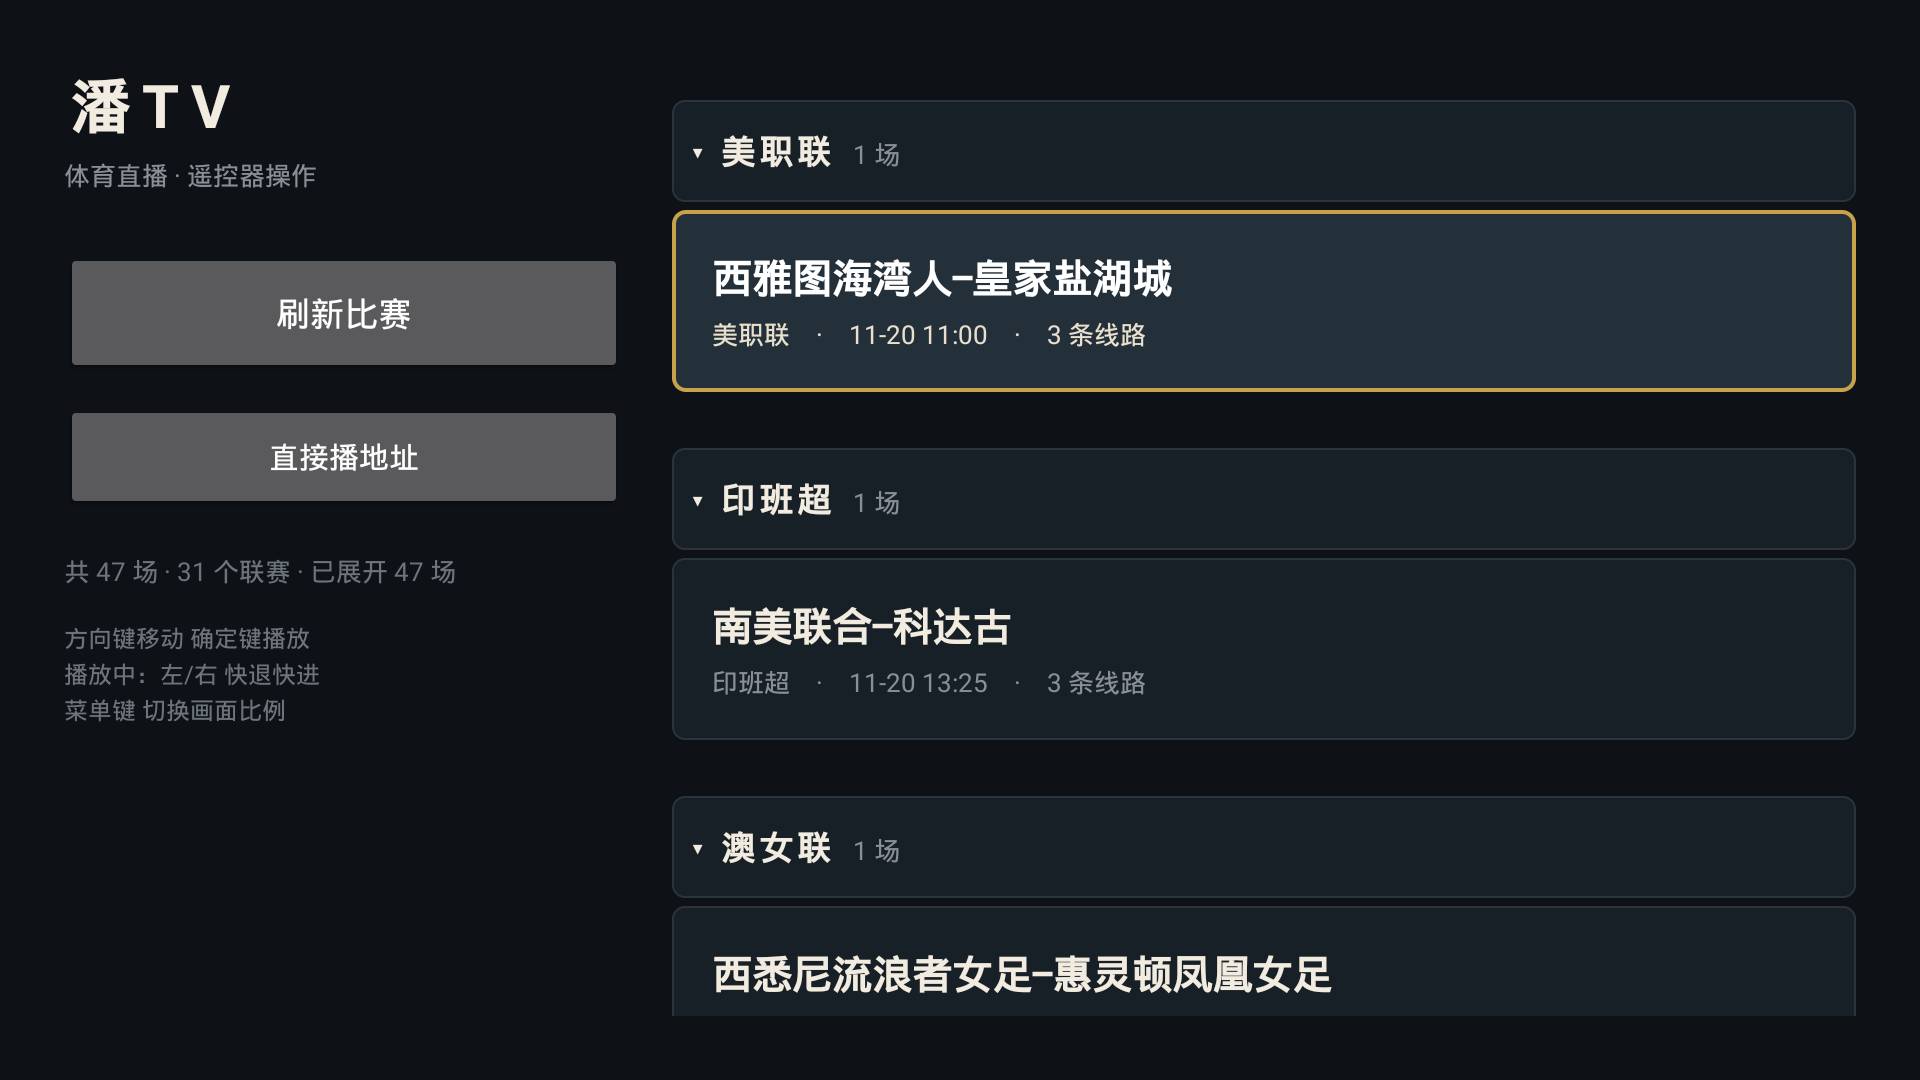 潘TV
体育直播 · 遥控器操作
刷新比赛
直接播地址
共 47 场 · 31 个联赛 · 已展开 47 场
方向键移动 确定键播放
播放中：左/右 快退快进
菜单键 切换画面比例
▼ 美职联 1 场
西雅图海湾人–皇家盐湖城
美职联 · 11-20 11:00 · 3 条线路
▼ 印班超 1 场
南美联合–科达古
印班超 · 11-20 13:25 · 3 条线路
▼ 澳女联 1 场
西悉尼流浪者女足–惠灵顿凤凰女足